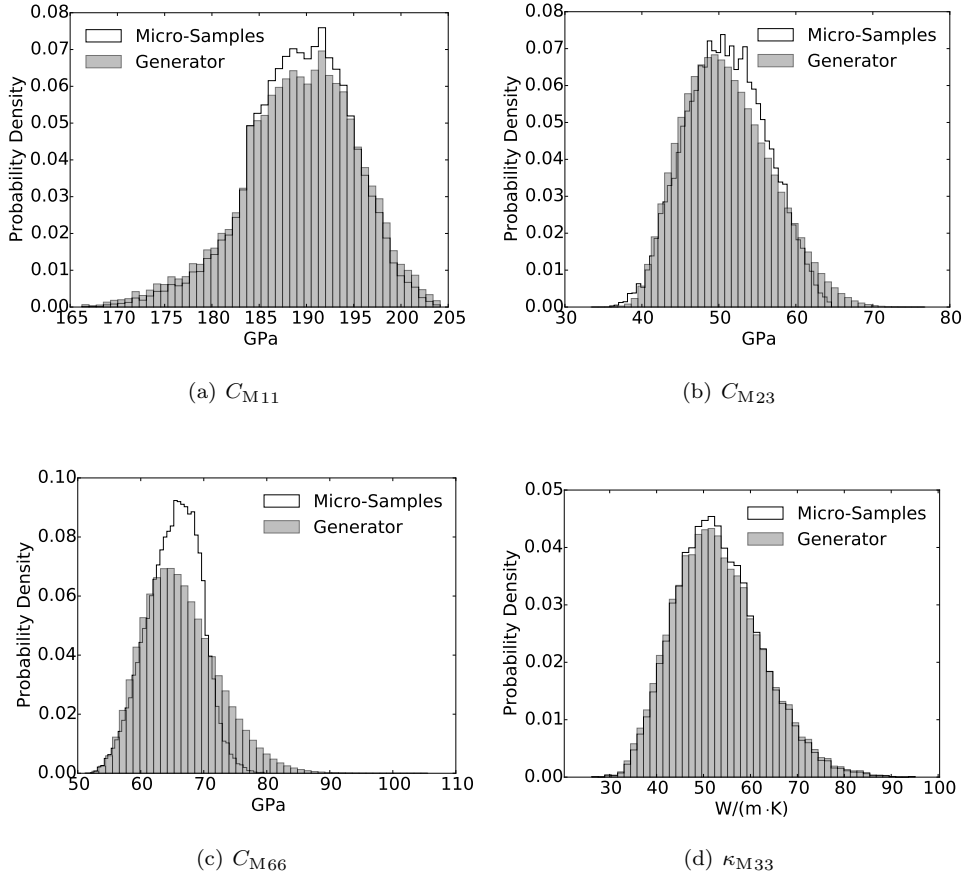 0.08
0.07
0.06
0.05
0.04
0.03
0.02
0.01
0.00
Probability Density
Micro-Samples
Generator
165 170 175 180 185 190 195 200 205
GPa
(a) C_M11
0.08
0.07
0.06
0.05
0.04
0.03
0.02
0.01
0.00
Probability Density
Micro-Samples
Generator
30 40 50 60 70 80
GPa
(b) C_M23
0.10
0.08
0.06
0.04
0.02
0.00
Probability Density
Micro-Samples
Generator
50 60 70 80 90 100 110
GPa
(c) C_M66
0.05
0.04
0.03
0.02
0.01
0.00
Probability Density
Micro-Samples
Generator
30 40 50 60 70 80 90 100
W/(m·K)
(d) κ_M33